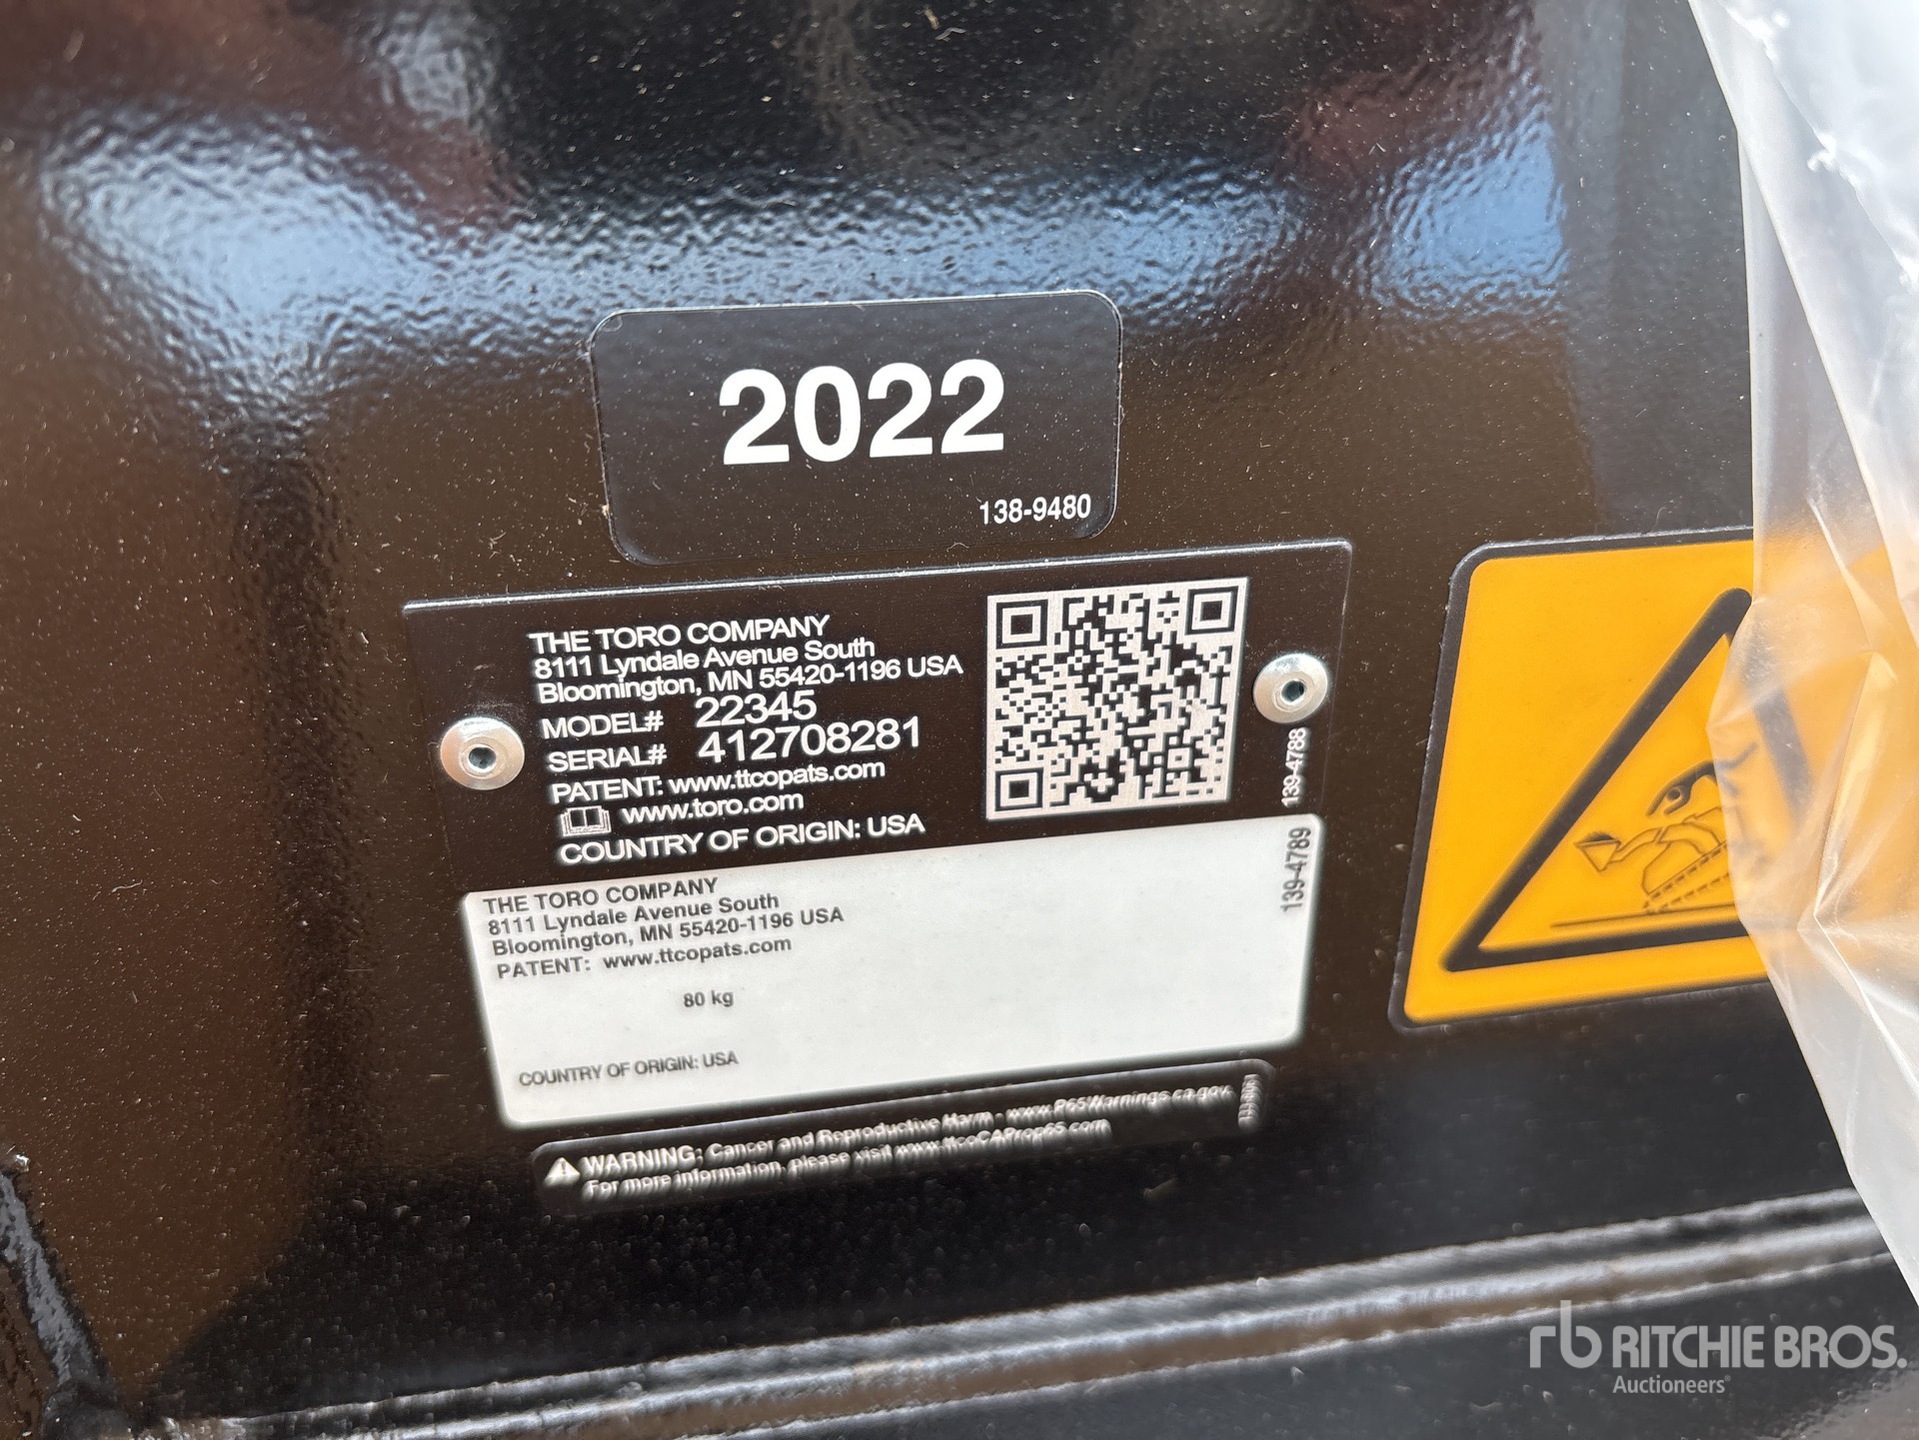 2022
138-9480
THE TORO COMPANY
8111 Lyndale Avenue South
Bloomington, MN 55420-1196 USA
MODEL# 22345
SERIAL# 412708281
PATENT: www.ttcopats.com
www.toro.com
COUNTRY OF ORIGIN: USA
139-4788
THE TORO COMPANY
8111 Lyndale Avenue South
Bloomington, MN 55420-1196 USA
PATENT: www.ttcopats.com
80 kg
COUNTRY OF ORIGIN: USA
139-4789
WARNING: Cancer and Reproductive Harm - www.P65Warnings.ca.gov.
For more information, please visit www.ttcoCAProp65.com
rb RITCHIE BROS.
Auctioneers